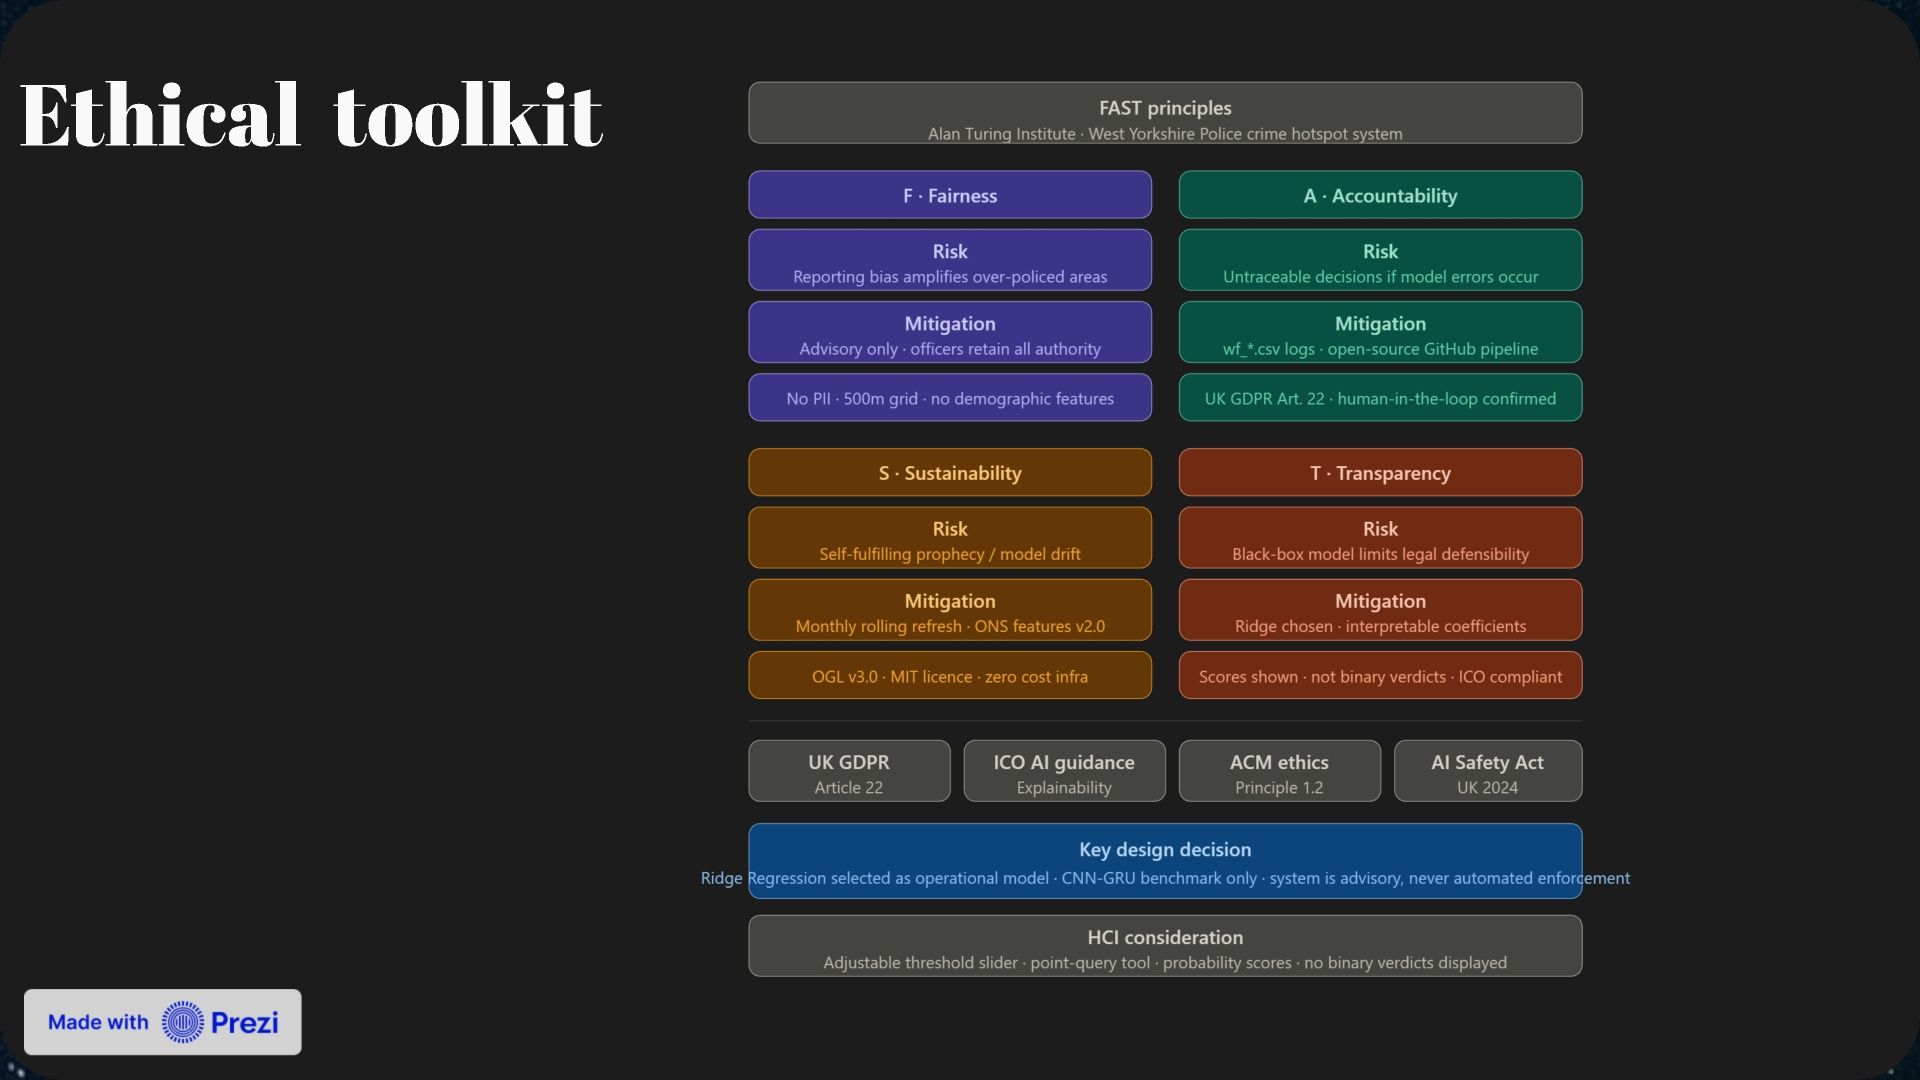 Ethical toolkit
FAST principles
Alan Turing Institute · West Yorkshire Police crime hotspot system
F · Fairness
Risk
Reporting bias amplifies over-policed areas
Mitigation
Advisory only · officers retain all authority
No PII · 500m grid · no demographic features
A · Accountability
Risk
Untraceable decisions if model errors occur
Mitigation
wf_*.csv logs · open-source GitHub pipeline
UK GDPR Art. 22 · human-in-the-loop confirmed
S · Sustainability
Risk
Self-fulfilling prophecy / model drift
Mitigation
Monthly rolling refresh · ONS features v2.0
OGL v3.0 · MIT licence · zero cost infra
T · Transparency
Risk
Black-box model limits legal defensibility
Mitigation
Ridge chosen · interpretable coefficients
Scores shown · not binary verdicts · ICO compliant
UK GDPR
Article 22
ICO AI guidance
Explainability
ACM ethics
Principle 1.2
AI Safety Act
UK 2024
Key design decision
Ridge Regression selected as operational model · CNN-GRU benchmark only · system is advisory, never automated enforcement
HCI consideration
Adjustable threshold slider · point-query tool · probability scores · no binary verdicts displayed
Made with Prezi